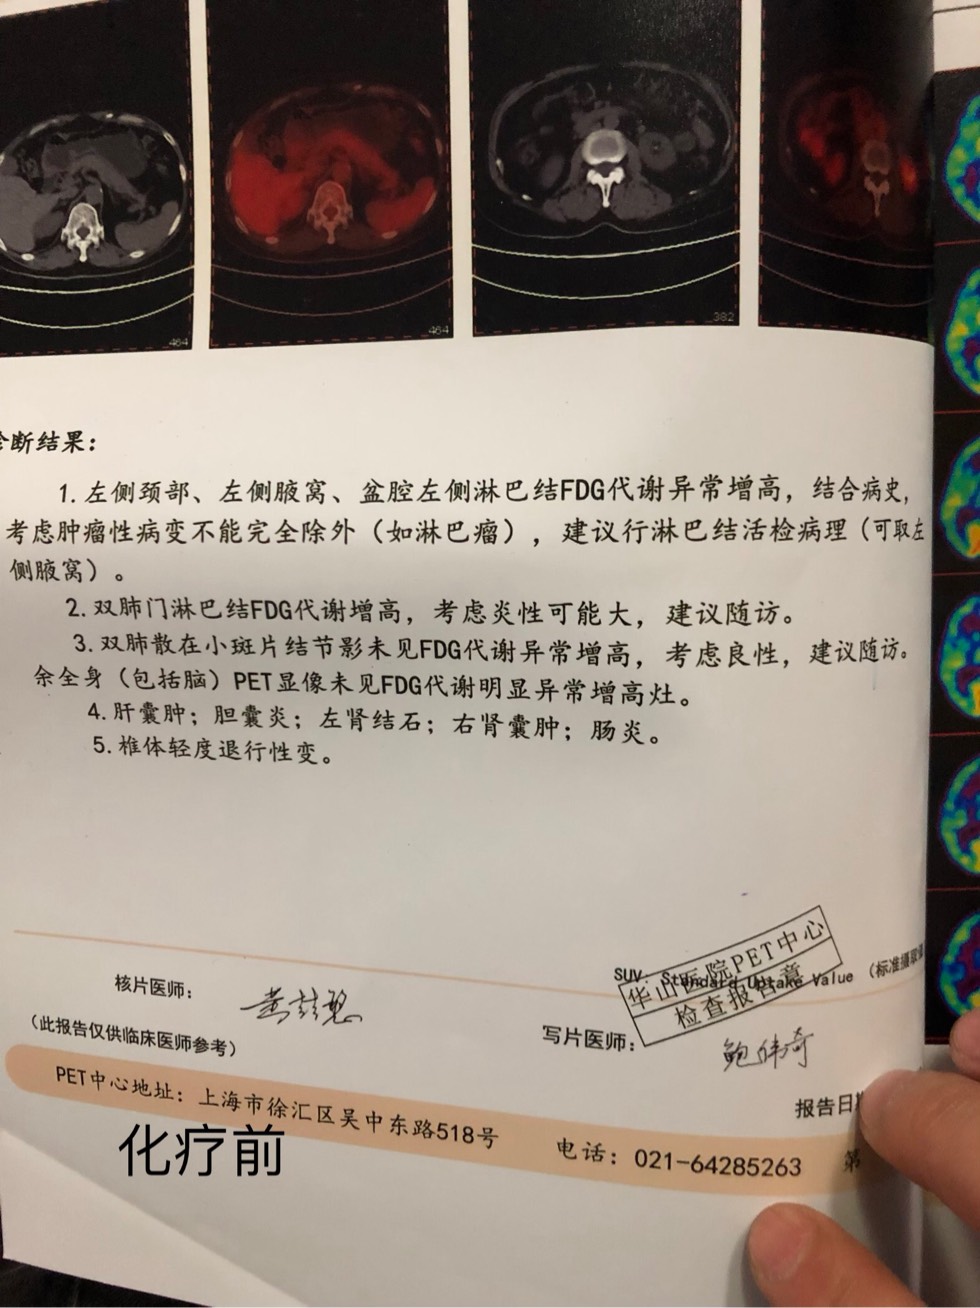 464
464
382
诊断结果：
1. 左侧颈部、左侧腋窝、盆腔左侧淋巴结FDG代谢异常增高，结合病史，
考虑肿瘤性病变不能完全除外（如淋巴瘤），建议行淋巴结活检病理（可取左
侧腋窝）。
2. 双肺门淋巴结FDG代谢增高，考虑炎性可能大，建议随访。
3. 双肺散在小斑片结节影未见FDG代谢异常增高，考虑良性，建议随访。
余全身（包括脑）PET显像未见FDG代谢明显异常增高灶。
4. 肝囊肿；胆囊炎；左肾结石；右肾囊肿；肠炎。
5. 椎体轻度退行性变。
SUV: Standard Uptake Value （标准摄取值
华山医院PET中心
检查报告章
核片医师：
（此报告仅供临床医师参考）
写片医师： 鲍伟奇
报告日期
PET中心地址：上海市徐汇区吴中东路518号 电话：021-64285263 第
化疗前